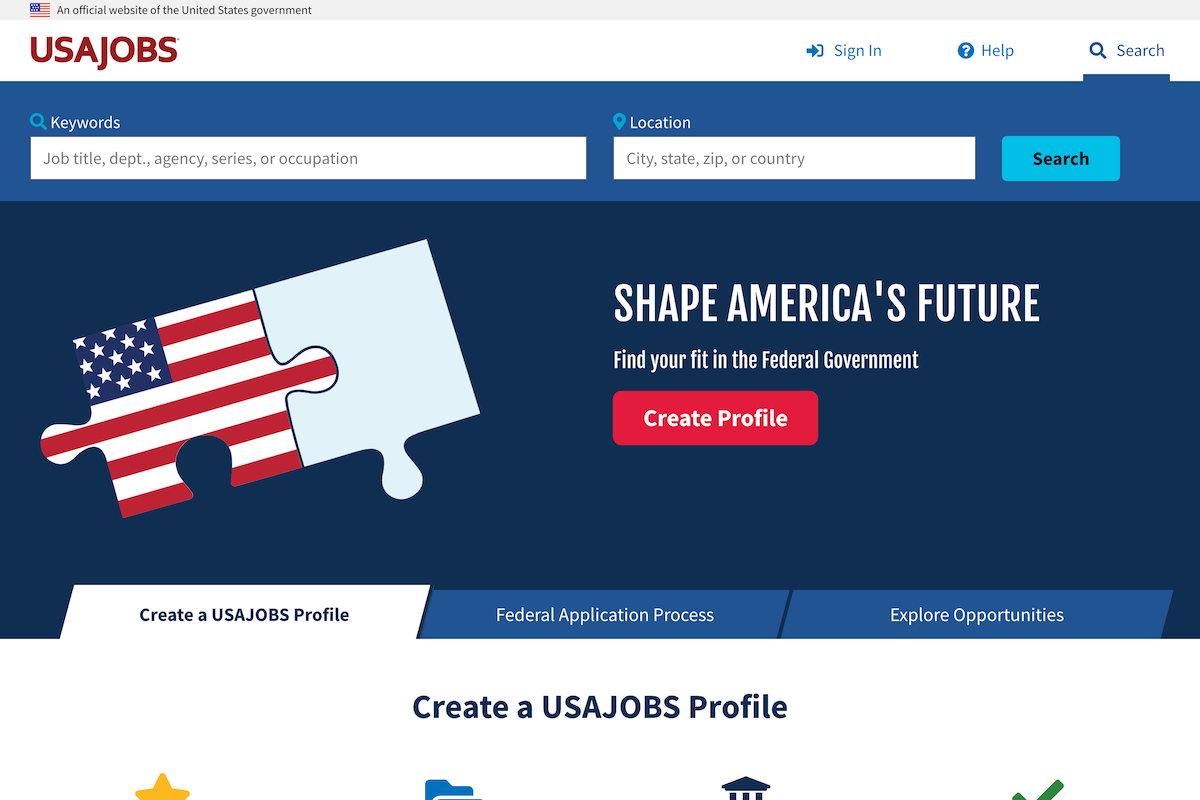 An official website of the United States government
USAJOBS
Sign In
Help
Search
Keywords
Location
Job title, dept., agency, series, or occupation
City, state, zip, or country
Search
SHAPE AMERICA'S FUTURE
Find your fit in the Federal Government
Create Profile
Create a USAJOBS Profile
Federal Application Process
Explore Opportunities
Create a USAJOBS Profile